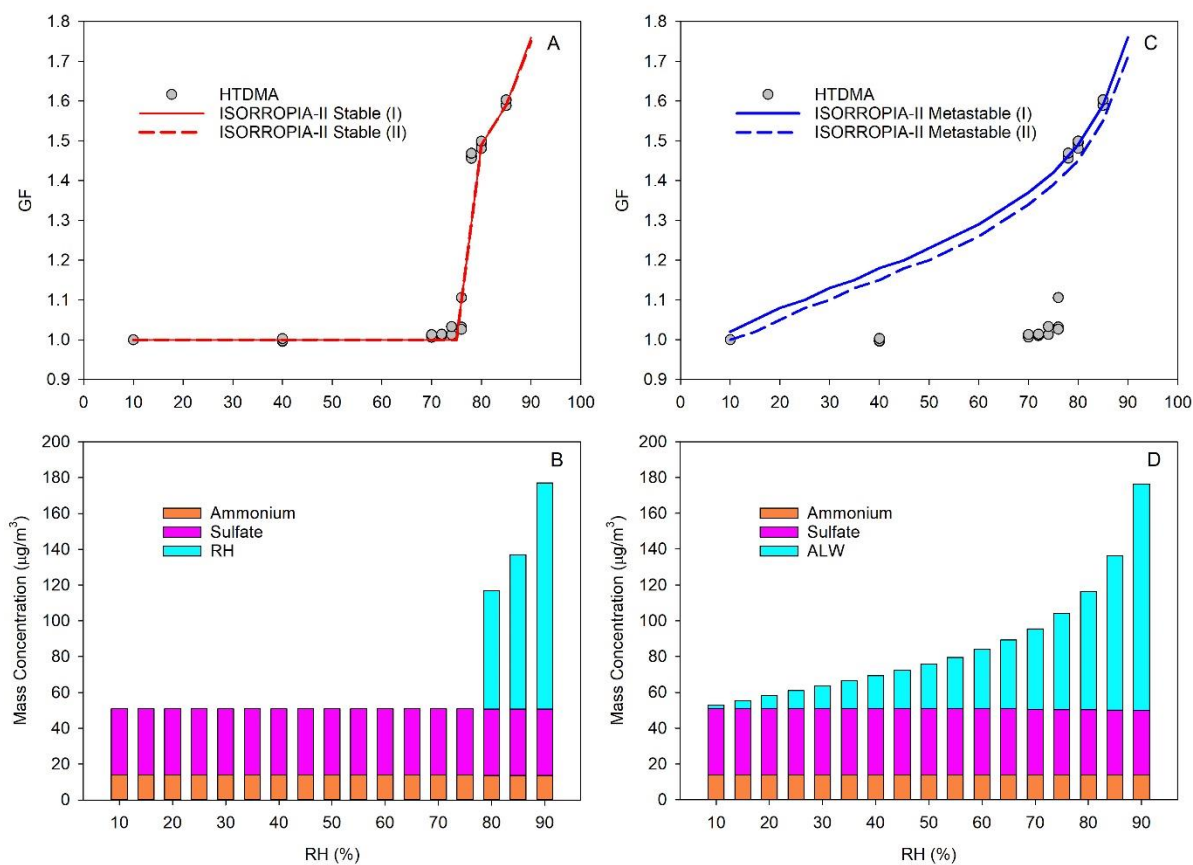 A
HTDMA
ISORROPIA-II Stable (I)
ISORROPIA-II Stable (II)
GF
1.8
1.7
1.6
1.5
1.4
1.3
1.2
1.1
1.0
0.9
0 10 20 30 40 50 60 70 80 90 100
C
HTDMA
ISORROPIA-II Metastable (I)
ISORROPIA-II Metastable (II)
GF
1.8
1.7
1.6
1.5
1.4
1.3
1.2
1.1
1.0
0.9
0 10 20 30 40 50 60 70 80 90 100
B
Ammonium
Sulfate
RH
Mass Concentration (µg/m³)
200
180
160
140
120
100
80
60
40
20
0
10 20 30 40 50 60 70 80 90
RH (%)
D
Ammonium
Sulfate
ALW
Mass Concentration (µg/m³)
200
180
160
140
120
100
80
60
40
20
0
10 20 30 40 50 60 70 80 90
RH (%)